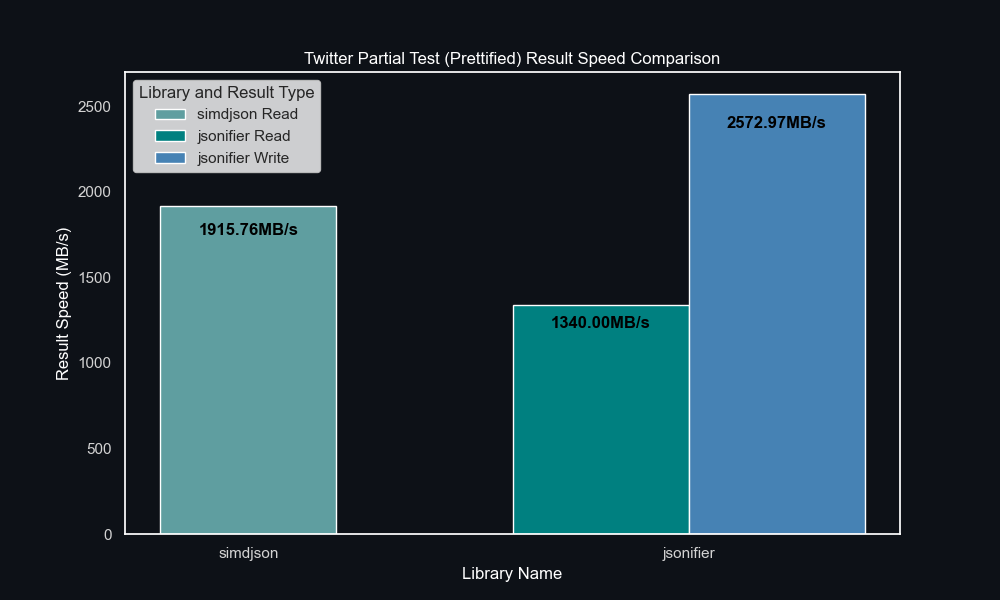 Twitter Partial Test (Prettified) Result Speed Comparison
Library and Result Type
simdjson Read
jsonifier Read
jsonifier Write
2500
2000
1500
1000
500
0
Result Speed (MB/s)
1915.76MB/s
1340.00MB/s
2572.97MB/s
simdjson
jsonifier
Library Name